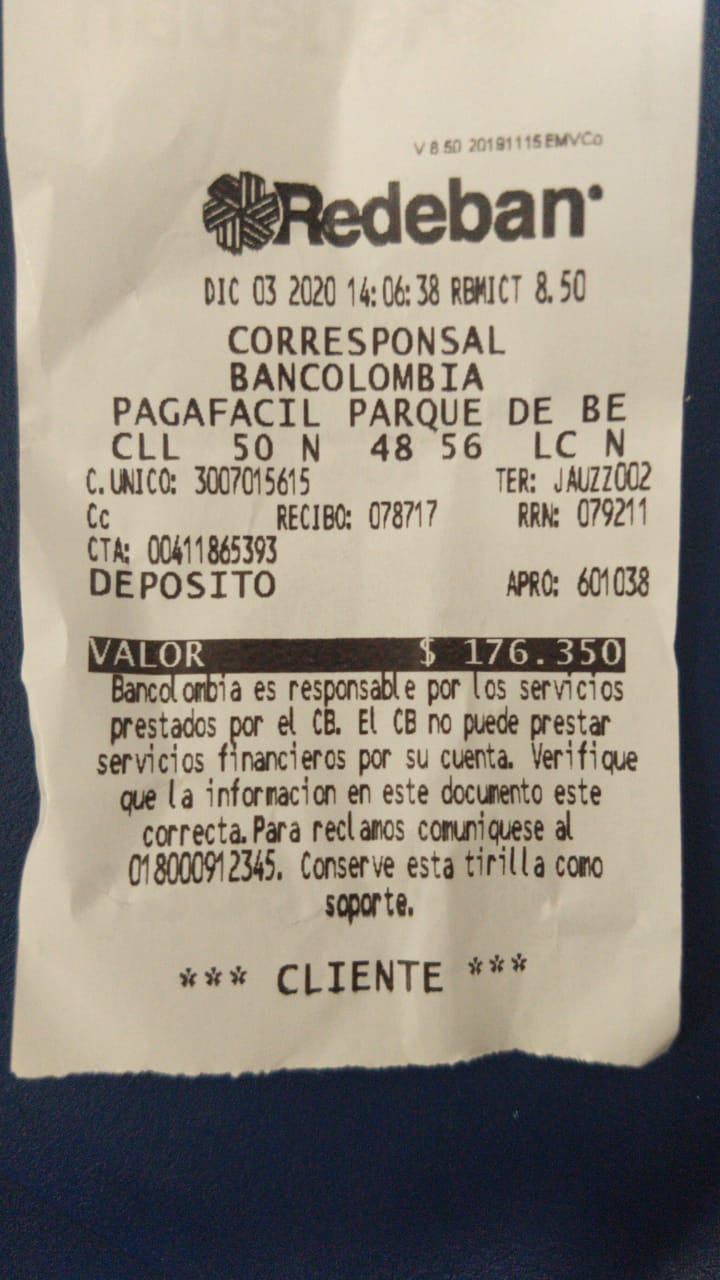 V 8.50 20191115EMVCo
Redeban
DIC 03 2020 14:06:38 RBMICT 8.50
CORRESPONSAL
BANCOLOMBIA
PAGAFACIL PARQUE DE BE
CLL 50 N 48 56 LC N
C.UNICO: 3007015615 TER: JAUZZ002
Cc RECIBO: 078717 RRN: 079211
CTA: 00411865393
DEPOSITO APRO: 601038
VALOR $ 176.350
Bancolombia es responsable por los servicios
prestados por el CB. El CB no puede prestar
servicios financieros por su cuenta. Verifique
que la informacion en este documento este
correcta. Para reclamos comuniquese al
018000912345. Conserve esta tirilla como
soporte.
*** CLIENTE ***